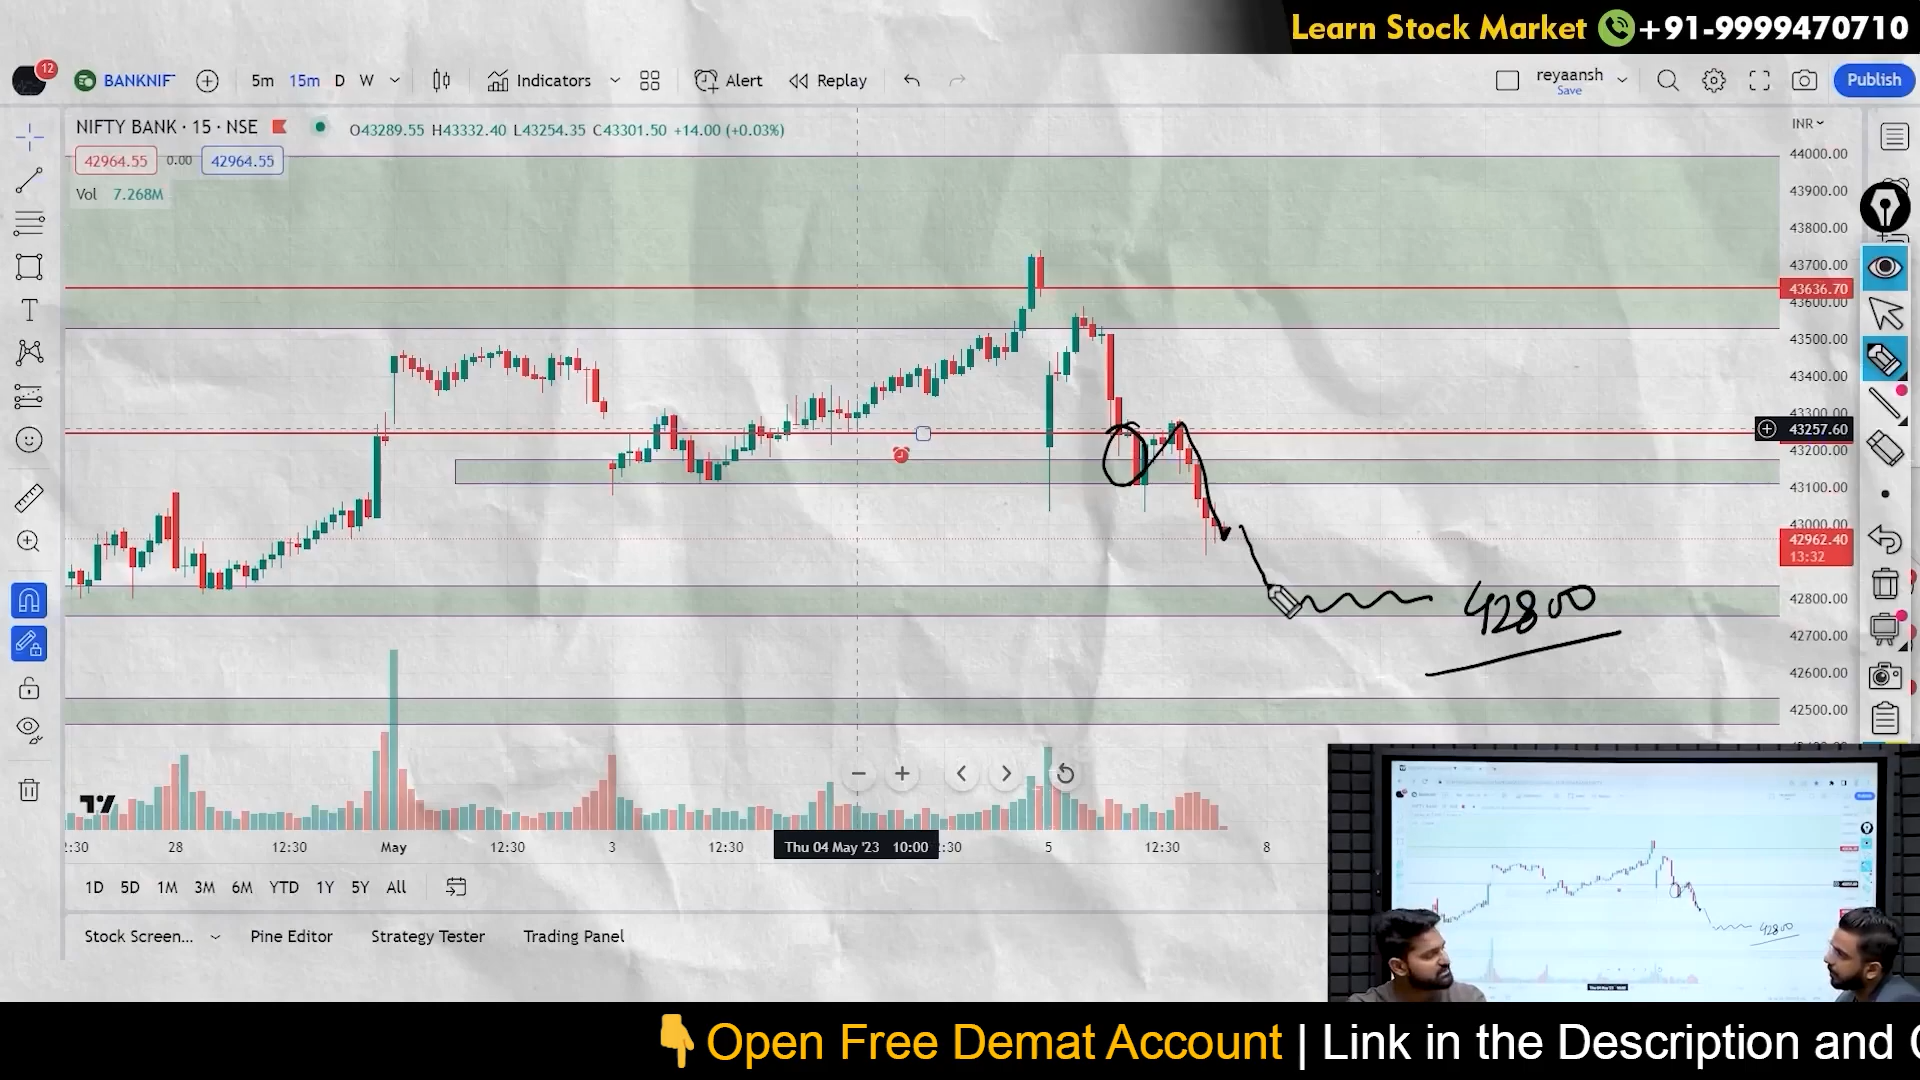 Learn Stock Market +91-9999470710
12
BANKNIF
5m 15m D W
Indicators
Alert
Replay
reyaansh
Save
Publish
NIFTY BANK · 15 · NSE
O43289.55 H43332.40 L43254.35 C43301.50 +14.00 (+0.03%)
INR
42964.55 0.00 42964.55
Vol 7.268M
44000.00
43900.00
43800.00
43700.00
43636.70
43600.00
43500.00
43400.00
43300.00
43257.60
43200.00
43100.00
43000.00
42962.40
13:32
42800.00
42800
42700.00
42600.00
42500.00
28 12:30 May 12:30 3 12:30 Thu 04 May '23 10:00 2:30 5 12:30 8
1D 5D 1M 3M 6M YTD 1Y 5Y All
Stock Screen... Pine Editor Strategy Tester Trading Panel
42800
Open Free Demat Account | Link in the Description and